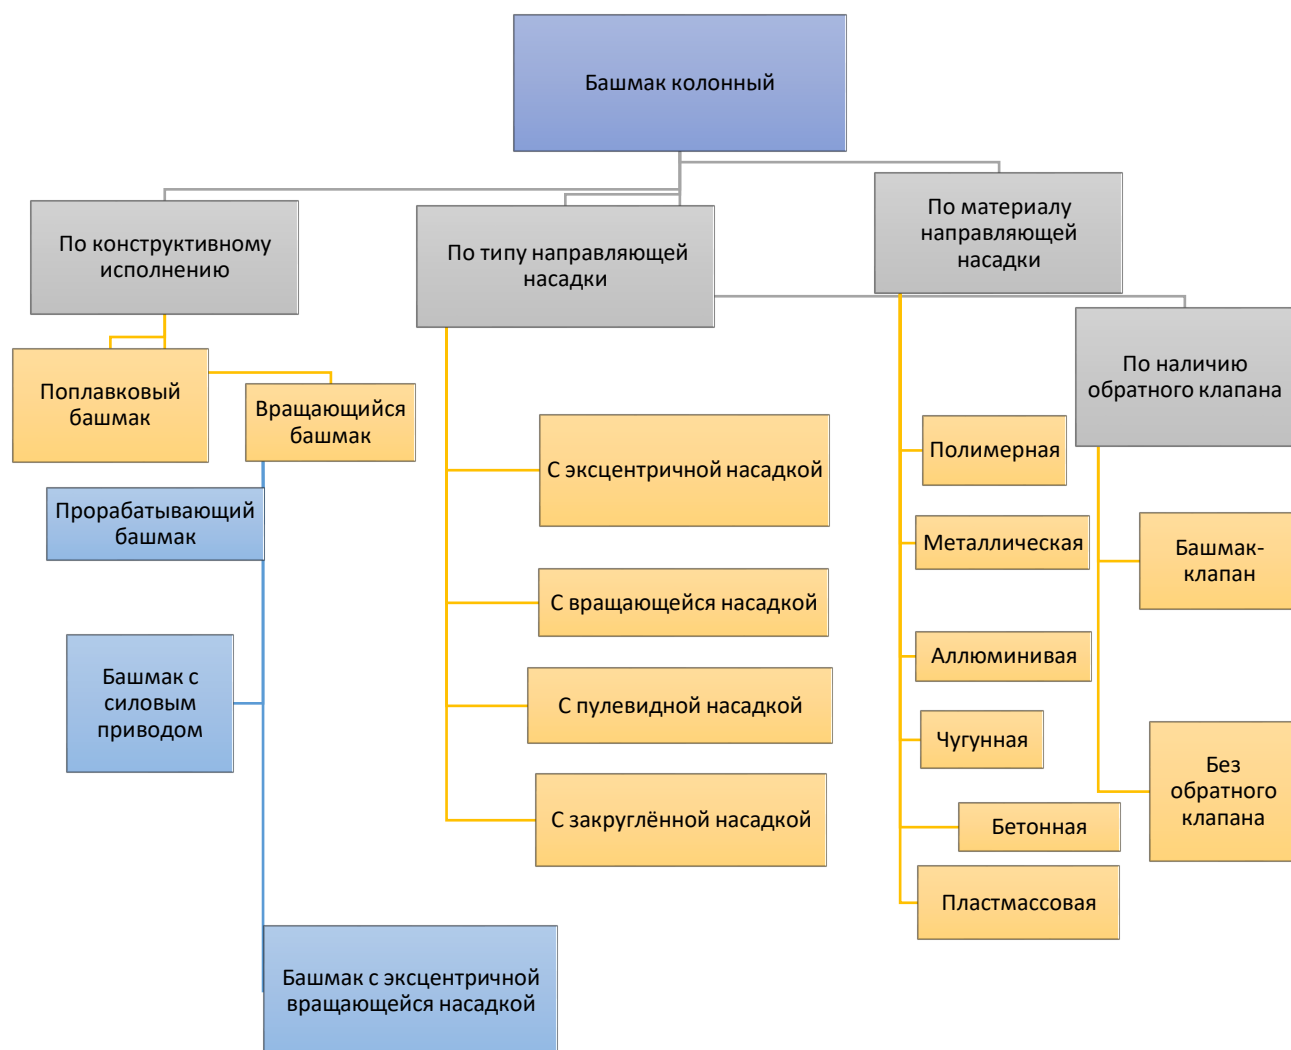 Башмак колонный
По конструктивному
исполнению
По типу направляющей
насадки
По материалу
направляющей
насадки
По наличию
обратного клапана
Поплавковый
башмак
Вращающийся
башмак
Прорабатывающий
башмак
Башмак с
силовым
приводом
Башмак с эксцентричной
вращающейся насадкой
С эксцентричной насадкой
С вращающейся насадкой
С пулевидной насадкой
С закруглённой насадкой
Полимерная
Металлическая
Аллюминивая
Чугунная
Бетонная
Пластмассовая
Башмак-
клапан
Без
обратного
клапана